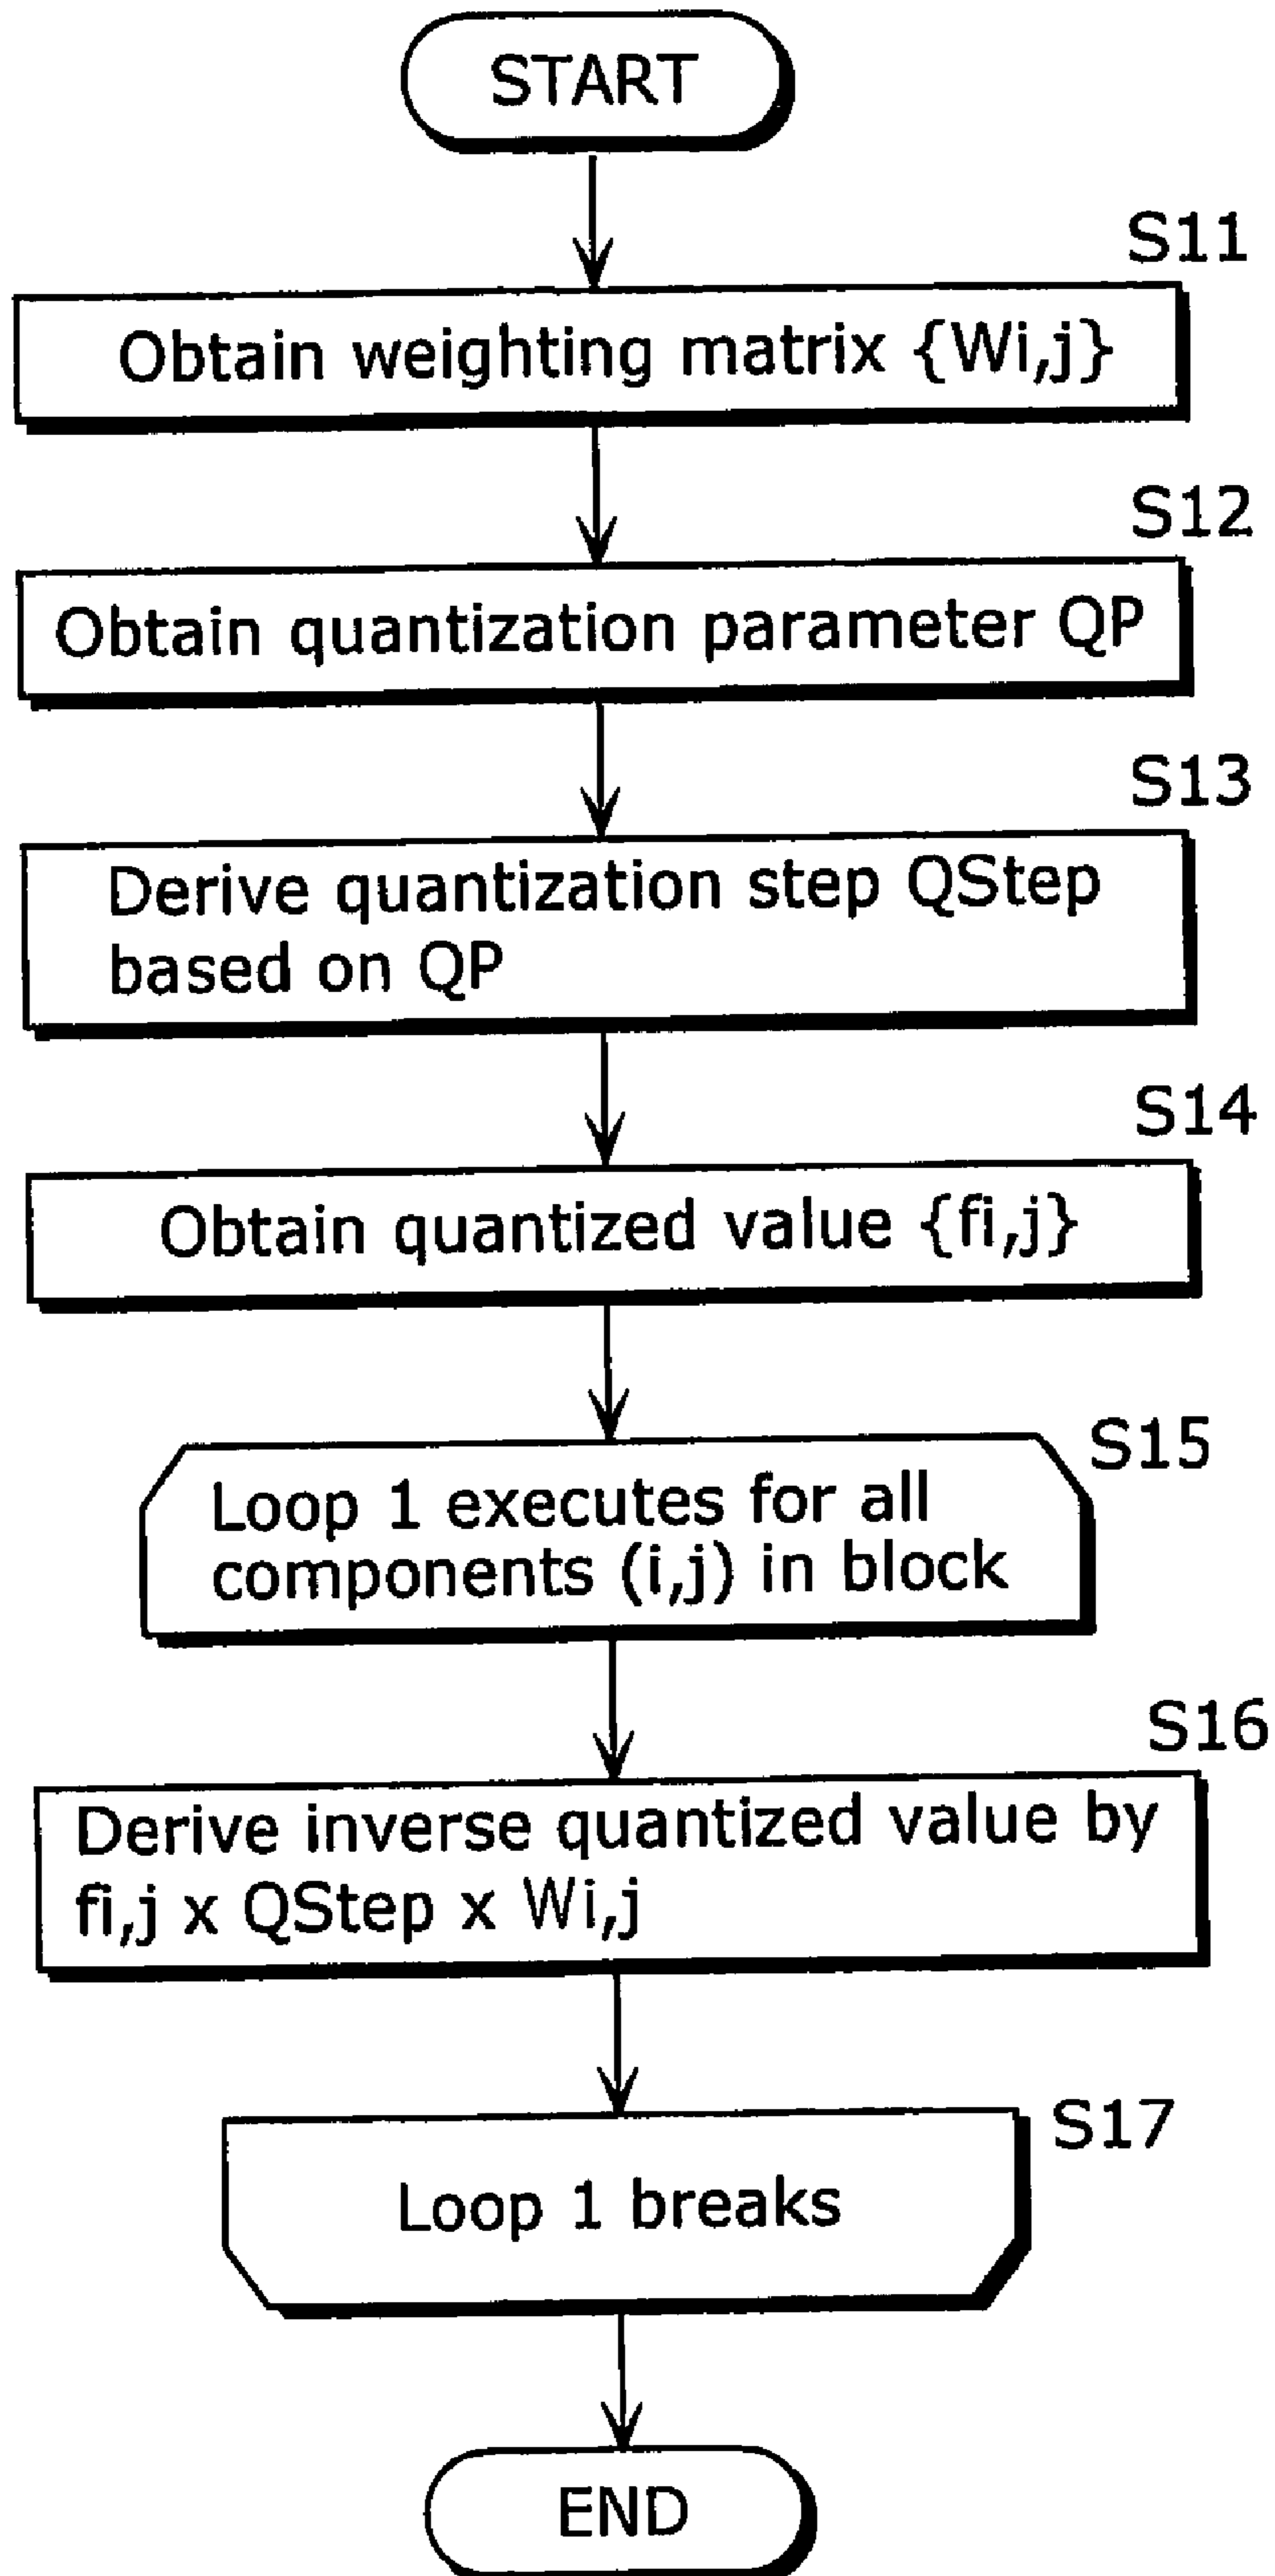 START
S11
Obtain weighting matrix {Wi,j}
S12
Obtain quantization parameter QP
S13
Derive quantization step QStep
based on QP
S14
Obtain quantized value {fi,j}
S15
Loop 1 executes for all
components (i,j) in block
S16
Derive inverse quantized value by
fi,j x QStep x Wi,j
S17
Loop 1 breaks
END